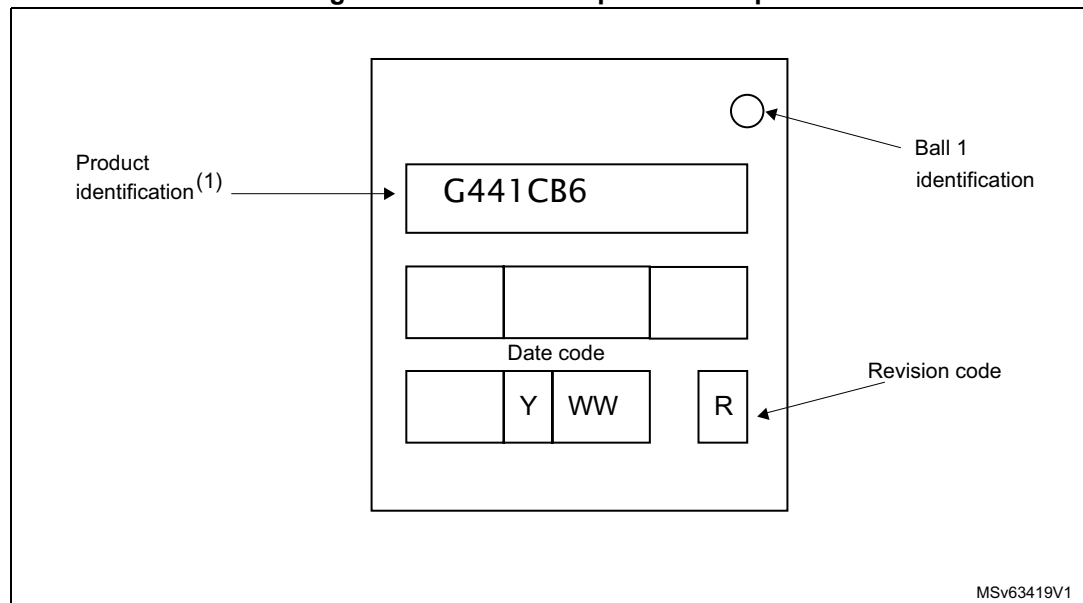 Ball 1
identification
Product
identification(1)
G441CB6
Date code
Y WW
R
Revision code
MSv63419V1